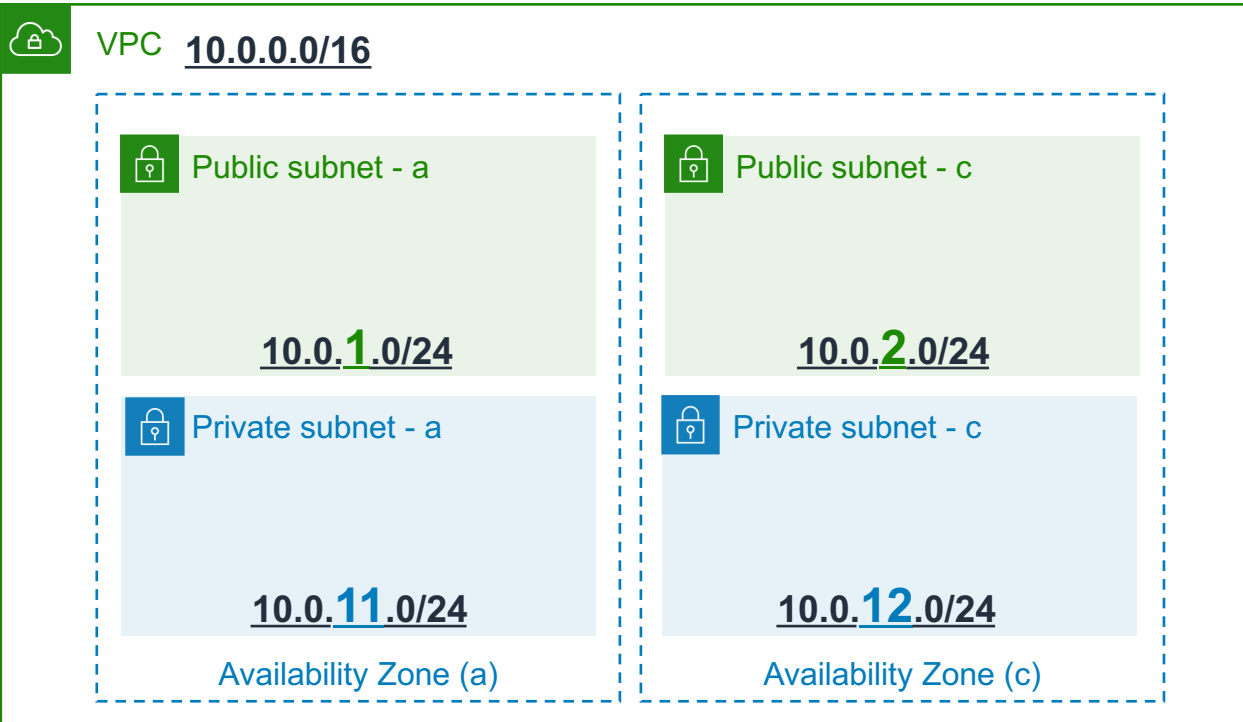 VPC 10.0.0.0/16
Public subnet - a
10.0.1.0/24
Private subnet - a
10.0.11.0/24
Availability Zone (a)
Public subnet - c
10.0.2.0/24
Private subnet - c
10.0.12.0/24
Availability Zone (c)